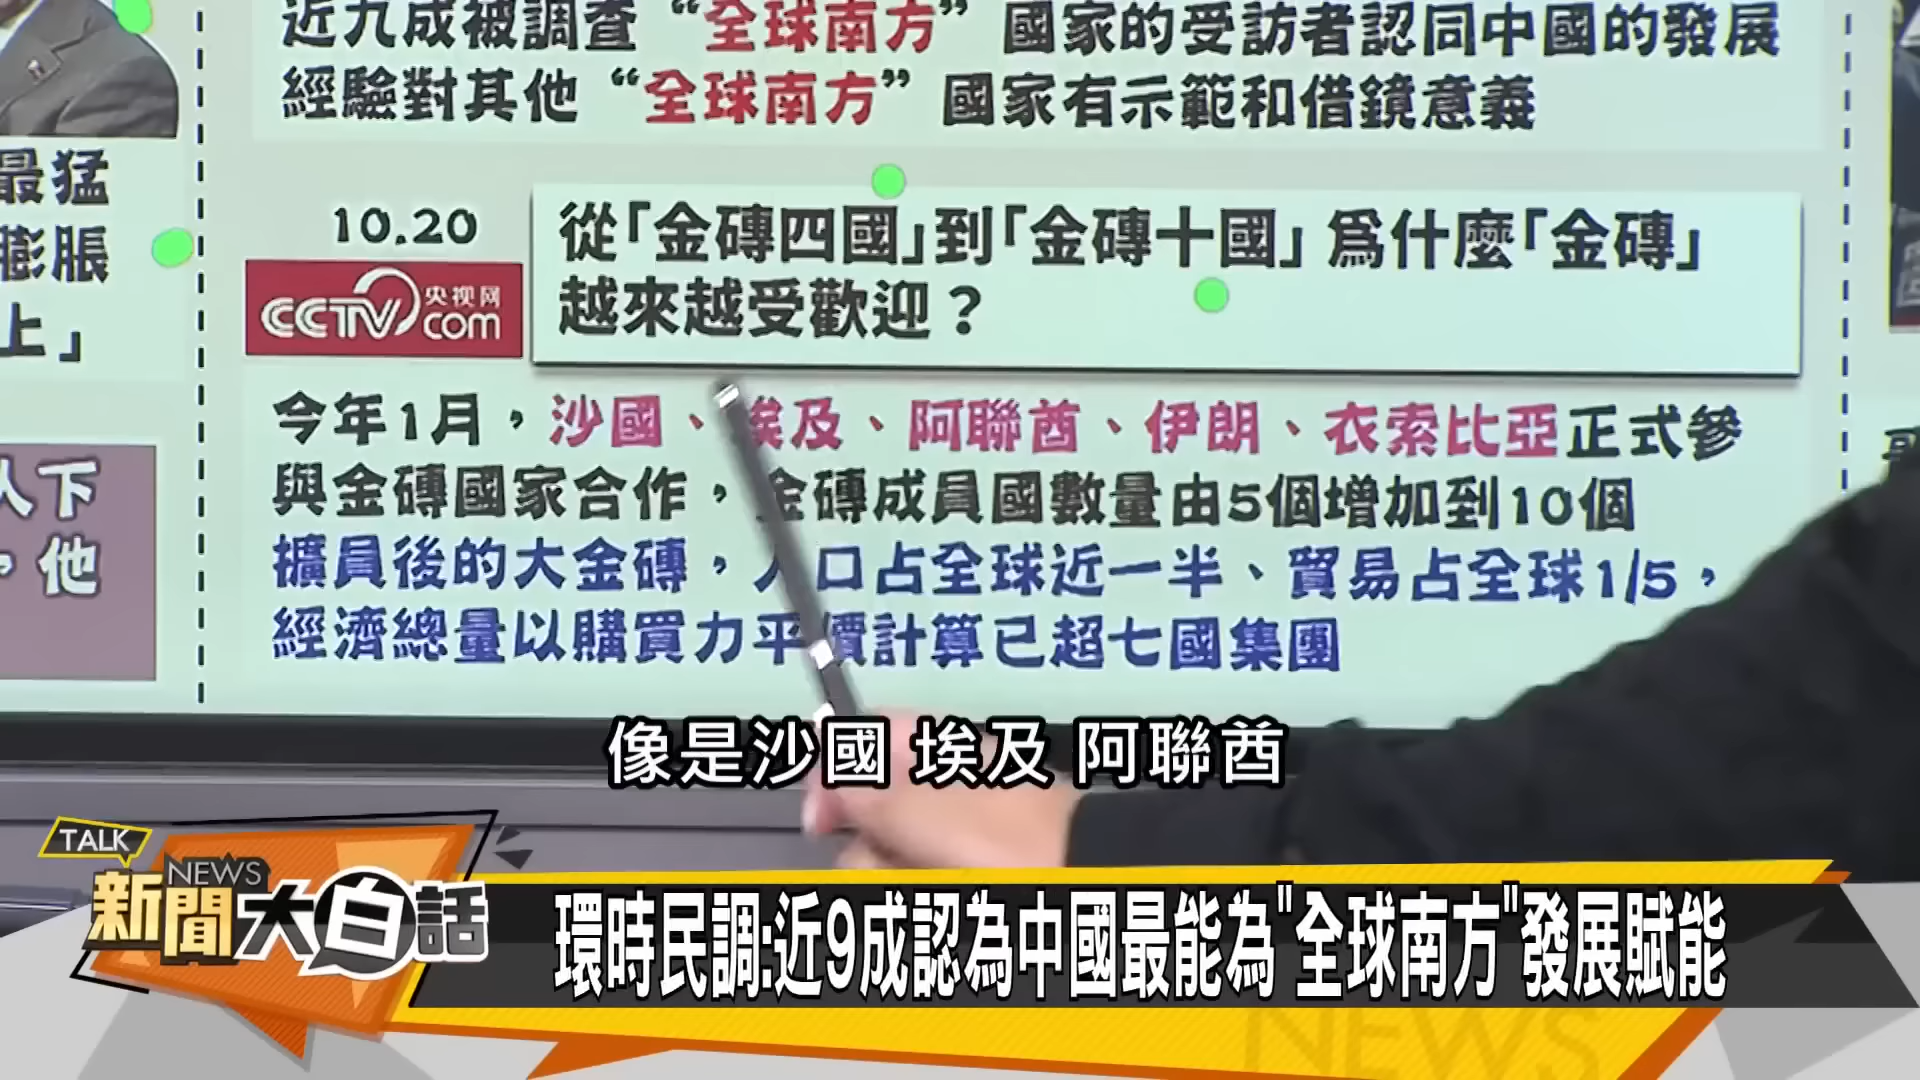 近九成被調查“全球南方”國家的受訪者認同中國的發展
經驗對其他“全球南方”國家有示範和借鏡意義
最猛
膨脹
上」
10.20
CCTV 央视网
com
從「金磚四國」到「金磚十國」為什麼「金磚」
越來越受歡迎？
今年1月，沙國、埃及、阿聯酋、伊朗、衣索比亞正式參
與金磚國家合作，金磚成員國數量由5個增加到10個
擴員後的大金磚，人口占全球近一半、貿易占全球1/5，
經濟總量以購買力平價計算已超七國集團
人下
，他
像是沙國 埃及 阿聯酋
TALK
NEWS
新聞大白話
環時民調:近9成認為中國最能為"全球南方"發展賦能
NEWS